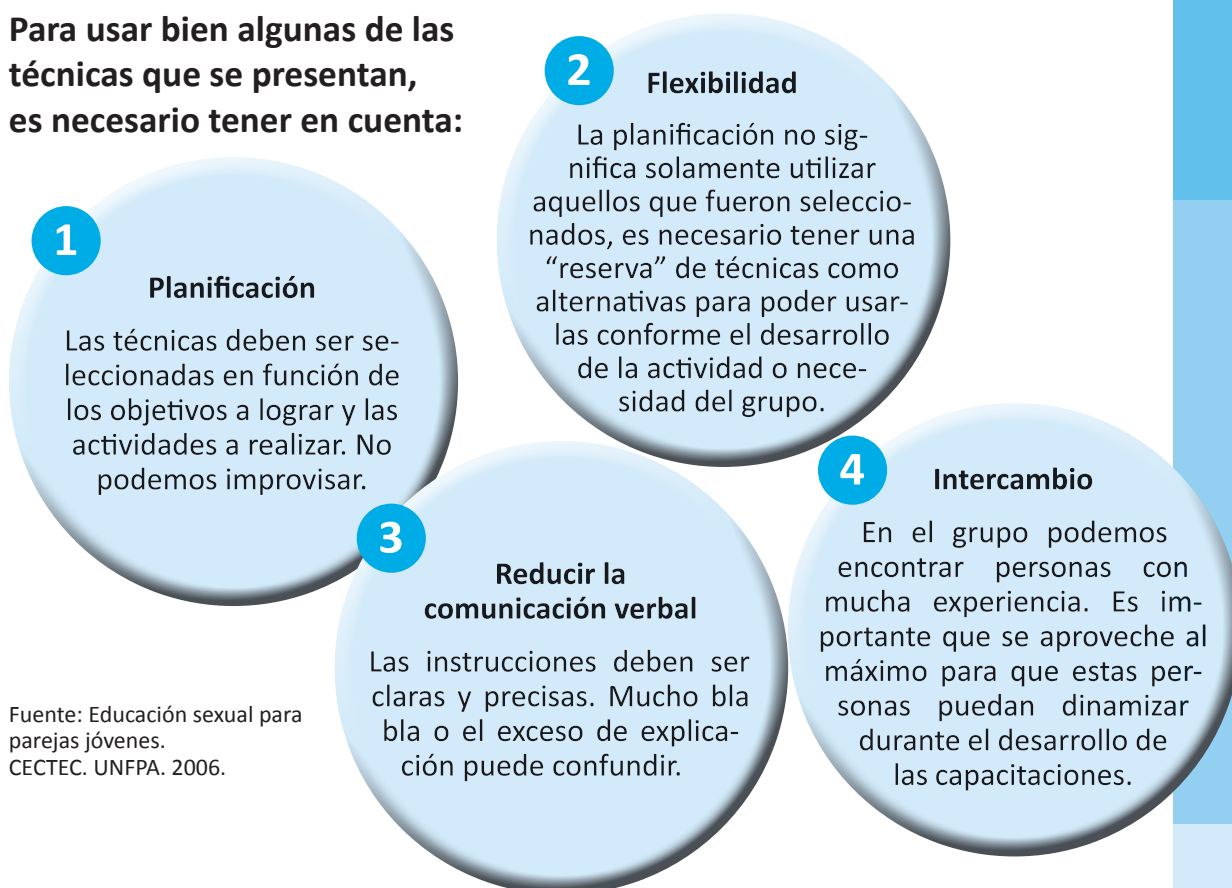 Para usar bien algunas de las
técnicas que se presentan,
es necesario tener en cuenta:
1
Planificación
Las técnicas deben ser se-
leccionadas en función de
los objetivos a lograr y las
actividades a realizar. No
podemos improvisar.
2
Flexibilidad
La planificación no sig-
nifica solamente utilizar
aquellos que fueron seleccio-
nados, es necesario tener una
“reserva” de técnicas como
alternativas para poder usar-
las conforme el desarrollo
de la actividad o nece-
sidad del grupo.
3
Reducir la
comunicación verbal
Las instrucciones deben ser
claras y precisas. Mucho bla
bla o el exceso de explica-
ción puede confundir.
4
Intercambio
En el grupo podemos
encontrar personas con
mucha experiencia. Es im-
portante que se aproveche al
máximo para que estas per-
sonas puedan dinamizar
durante el desarrollo de
las capacitaciones.
Fuente: Educación sexual para
parejas jóvenes.
CECTEC. UNFPA. 2006.